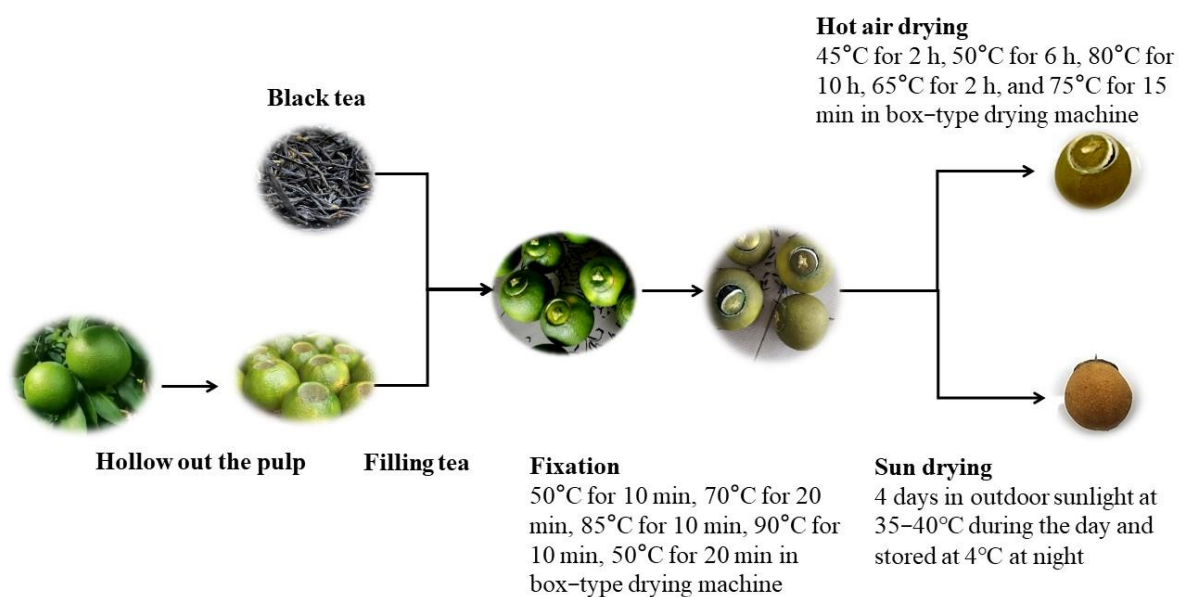 Hot air drying
45°C for 2 h, 50°C for 6 h, 80°C for
10 h, 65°C for 2 h, and 75°C for 15
min in box−type drying machine
Black tea
Hollow out the pulp
Filling tea
Fixation
50°C for 10 min, 70°C for 20
min, 85°C for 10 min, 90°C for
10 min, 50°C for 20 min in
box−type drying machine
Sun drying
4 days in outdoor sunlight at
35−40℃ during the day and
stored at 4℃ at night